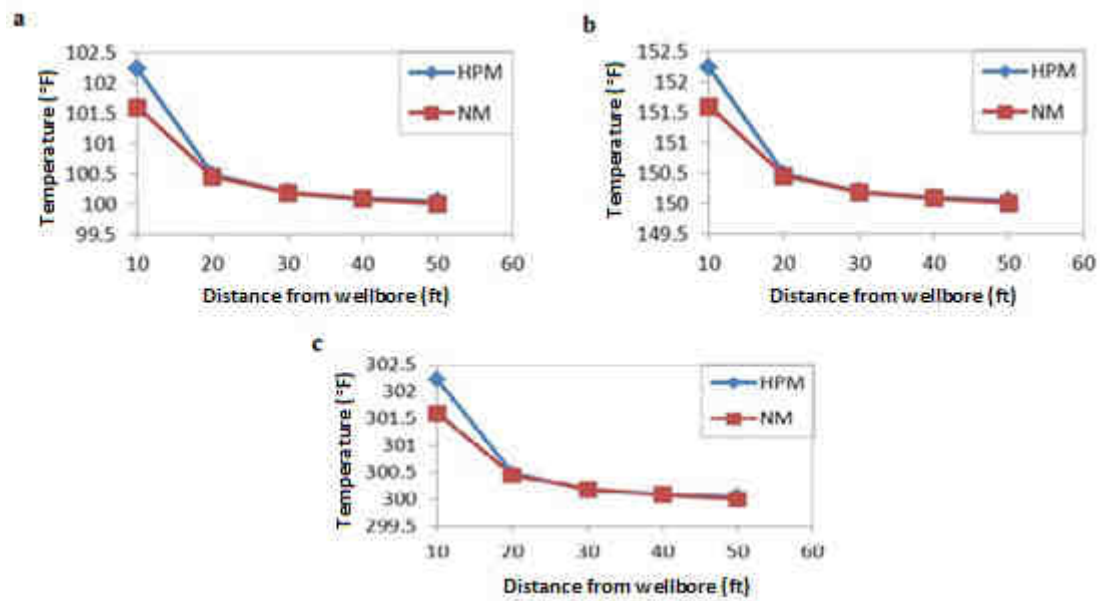 a
Temperature (°F)
102.5
102
101.5
101
100.5
100
99.5
HPM
NM
10 20 30 40 50 60
Distance from wellbore (ft)
b
Temperature (°F)
152.5
152
151.5
151
150.5
150
149.5
HPM
NM
10 20 30 40 50 60
Distance from wellbore (ft)
c
Temperature (°F)
302.5
302
301.5
301
300.5
300
299.5
HPM
NM
10 20 30 40 50 60
Distance from wellbore (ft)